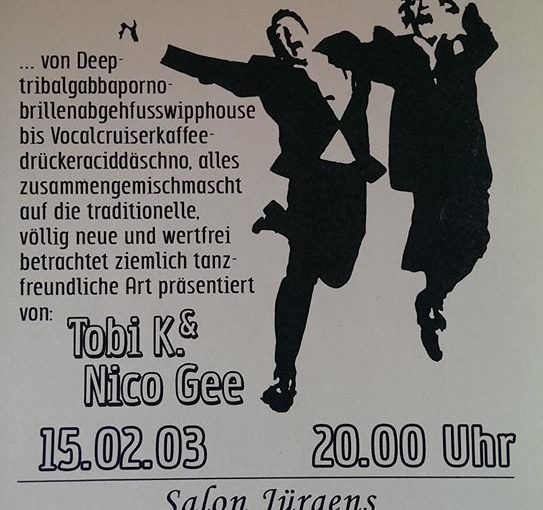 ... von Deep-
tribalgabbaporno-
brillenabgehfusswipphouse
bis Vocalcruiserkaffee-
drückeraciddäschno, alles
zusammengemischmascht
auf die traditionelle,
völlig neue und wertfrei
betrachtet ziemlich tanz-
freundliche Art präsentiert
von:
Tobi K. &
Nico Gee
15.02.03 20.00 Uhr
Salon Jürgens